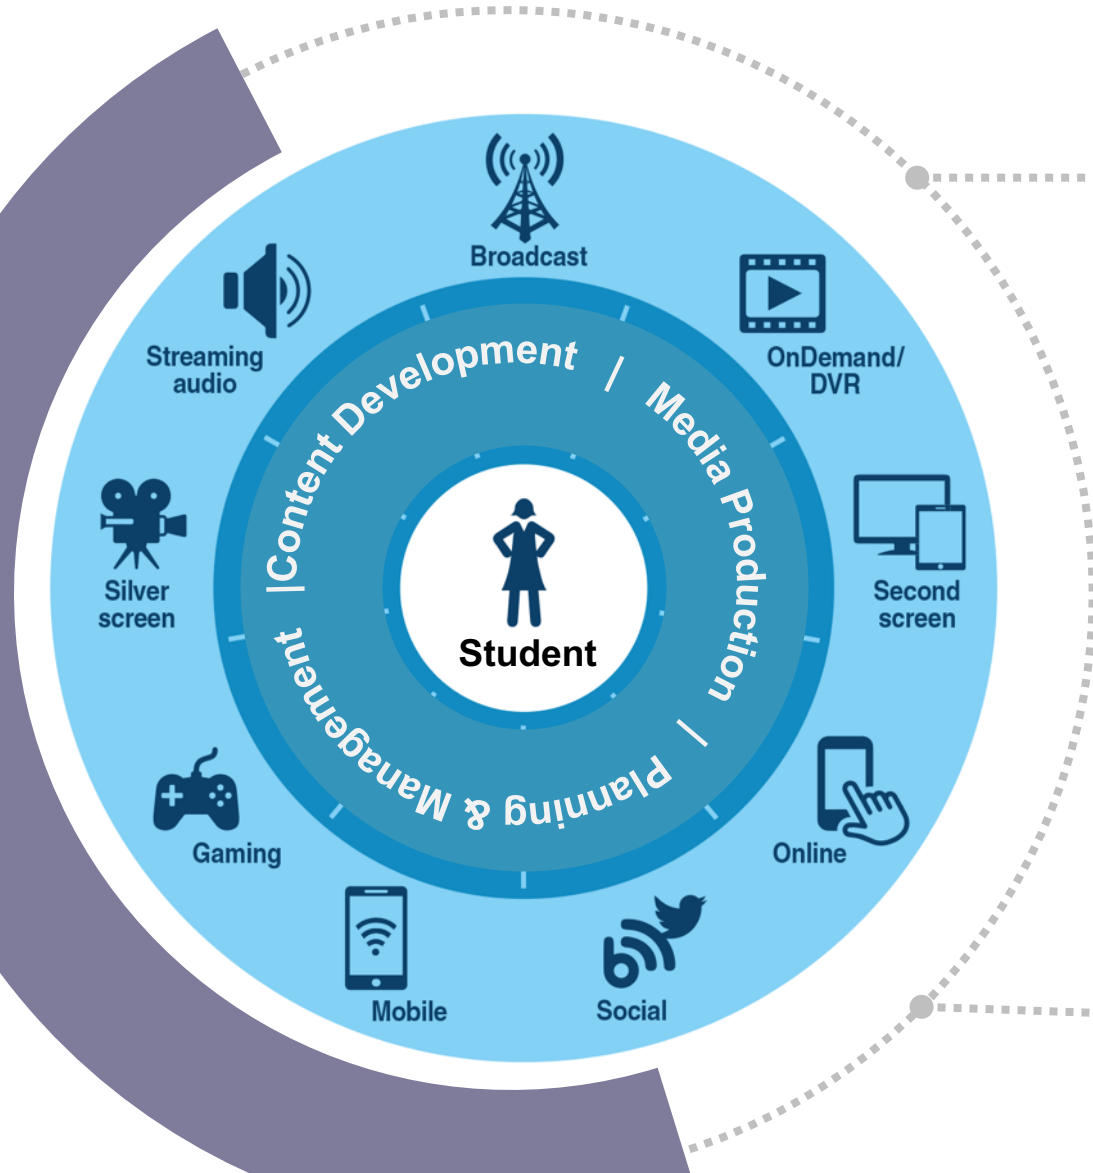 Broadcast
OnDemand/
DVR
Second
screen
Online
Social
Mobile
Gaming
Silver
screen
Streaming
audio
|Content Development | Media Production | Planning & Management
Student
b